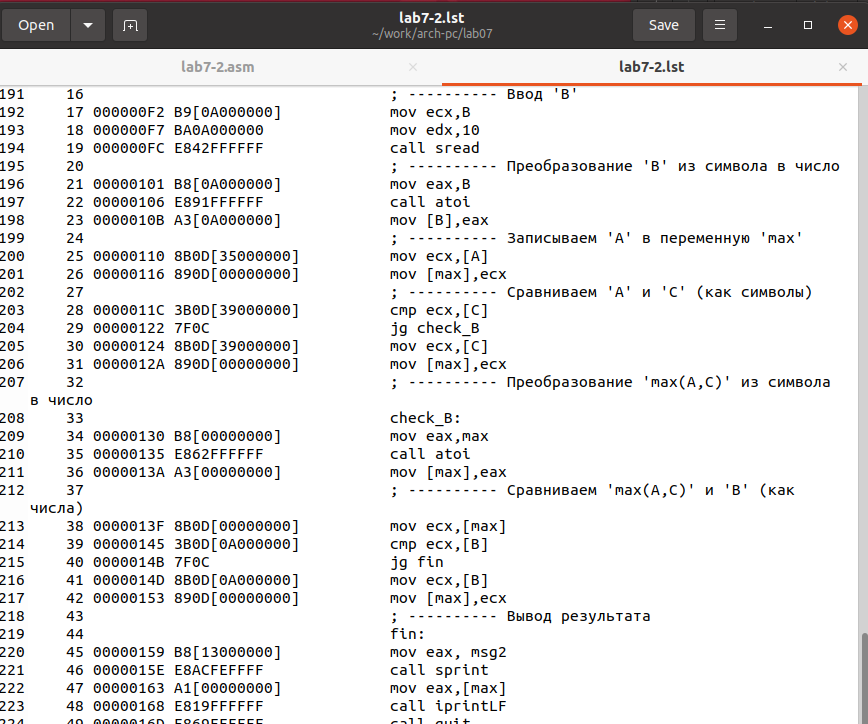 Open
lab7-2.lst
~/work/arch-pc/lab07
Save
lab7-2.asm
lab7-2.lst
191 16 ; ---------- Ввод 'B'
192 17 000000F2 B9[0A000000] mov ecx,B
193 18 000000F7 BA0A000000 mov edx,10
194 19 000000FC E842FFFFFF call sread
195 20 ; ---------- Преобразование 'B' из символа в число
196 21 00000101 B8[0A000000] mov eax,B
197 22 00000106 E891FFFFFF call atoi
198 23 0000010B A3[0A000000] mov [B],eax
199 24 ; ---------- Записываем 'A' в переменную 'max'
200 25 00000110 8B0D[35000000] mov ecx,[A]
201 26 00000116 890D[00000000] mov [max],ecx
202 27 ; ---------- Сравниваем 'A' и 'С' (как символы)
203 28 0000011C 3B0D[39000000] cmp ecx,[C]
204 29 00000122 7F0C jg check_B
205 30 00000124 8B0D[39000000] mov ecx,[C]
206 31 0000012A 890D[00000000] mov [max],ecx
207 32 ; ---------- Преобразование 'max(A,C)' из символа
в число
208 33 check_B:
209 34 00000130 B8[00000000] mov eax,max
210 35 00000135 E862FFFFFF call atoi
211 36 0000013A A3[00000000] mov [max],eax
212 37 ; ---------- Сравниваем 'max(A,C)' и 'B' (как
числа)
213 38 0000013F 8B0D[00000000] mov ecx,[max]
214 39 00000145 3B0D[0A000000] cmp ecx,[B]
215 40 0000014B 7F0C jg fin
216 41 0000014D 8B0D[0A000000] mov ecx,[B]
217 42 00000153 890D[00000000] mov [max],ecx
218 43 ; ---------- Вывод результата
219 44 fin:
220 45 00000159 B8[13000000] mov eax, msg2
221 46 0000015E E8ACFEFFFF call sprint
222 47 00000163 A1[00000000] mov eax,[max]
223 48 00000168 E819FFFFFF call iprintLF
224 49 0000016D E869FFFFFF call quit